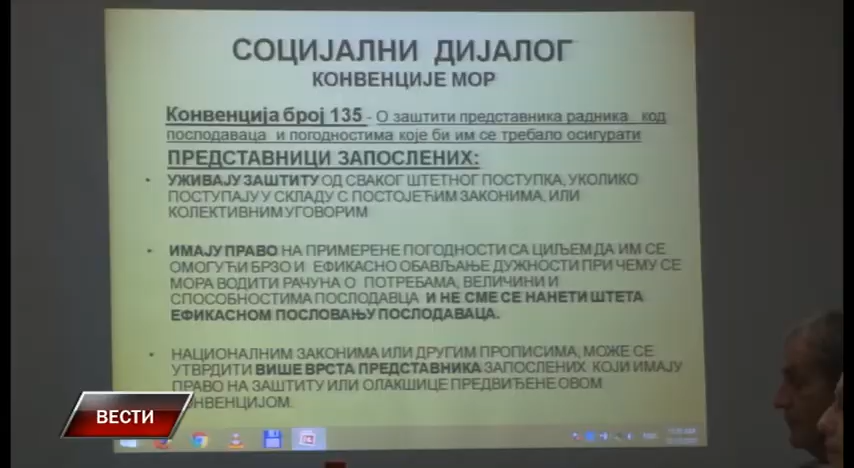 СОЦИЈАЛНИ ДИЈАЛОГ
КОНВЕНЦИЈЕ МОР
Конвенција број 135 - О заштити представника радника код
послодаваца и погодностима које би им се требало осигурати
ПРЕДСТАВНИЦИ ЗАПОСЛЕНИХ:
• УЖИВАЈУ ЗАШТИТУ ОД СВАКОГ ШТЕТНОГ ПОСТУПКА, УКОЛИКО
ПОСТУПАЈУ У СКЛАДУ С ПОСТОЈЕЋИМ ЗАКОНИМА, ИЛИ
КОЛЕКТИВНИМ УГОВОРИМ
• ИМАЈУ ПРАВО НА ПРИМЕРЕНЕ ПОГОДНОСТИ СА ЦИЉЕМ ДА ИМ СЕ
ОМОГУЋИ БРЗО И ЕФИКАСНО ОБАВЉАЊЕ ДУЖНОСТИ ПРИ ЧЕМУ СЕ
МОРА ВОДИТИ РАЧУНА О ПОТРЕБАМА, ВЕЛИЧИНИ И
СПОСОБНОСТИМА ПОСЛОДАВЦА И НЕ СМЕ СЕ НАНЕТИ ШТЕТА
ЕФИКАСНОМ ПОСЛОВАЊУ ПОСЛОДАВАЦА.
• НАЦИОНАЛНИМ ЗАКОНИМА ИЛИ ДРУГИМ ПРОПИСИМА, МОЖЕ СЕ
УТВРДИТИ ВИШЕ ВРСТА ПРЕДСТАВНИКА ЗАПОСЛЕНИХ КОЈИ ИМАЈУ
ПРАВО НА ЗАШТИТУ ИЛИ ОЛАКШИЦЕ ПРЕДВИЂЕНЕ ОВОМ
ОНВЕНЦИЈОМ.
ВЕСТИ